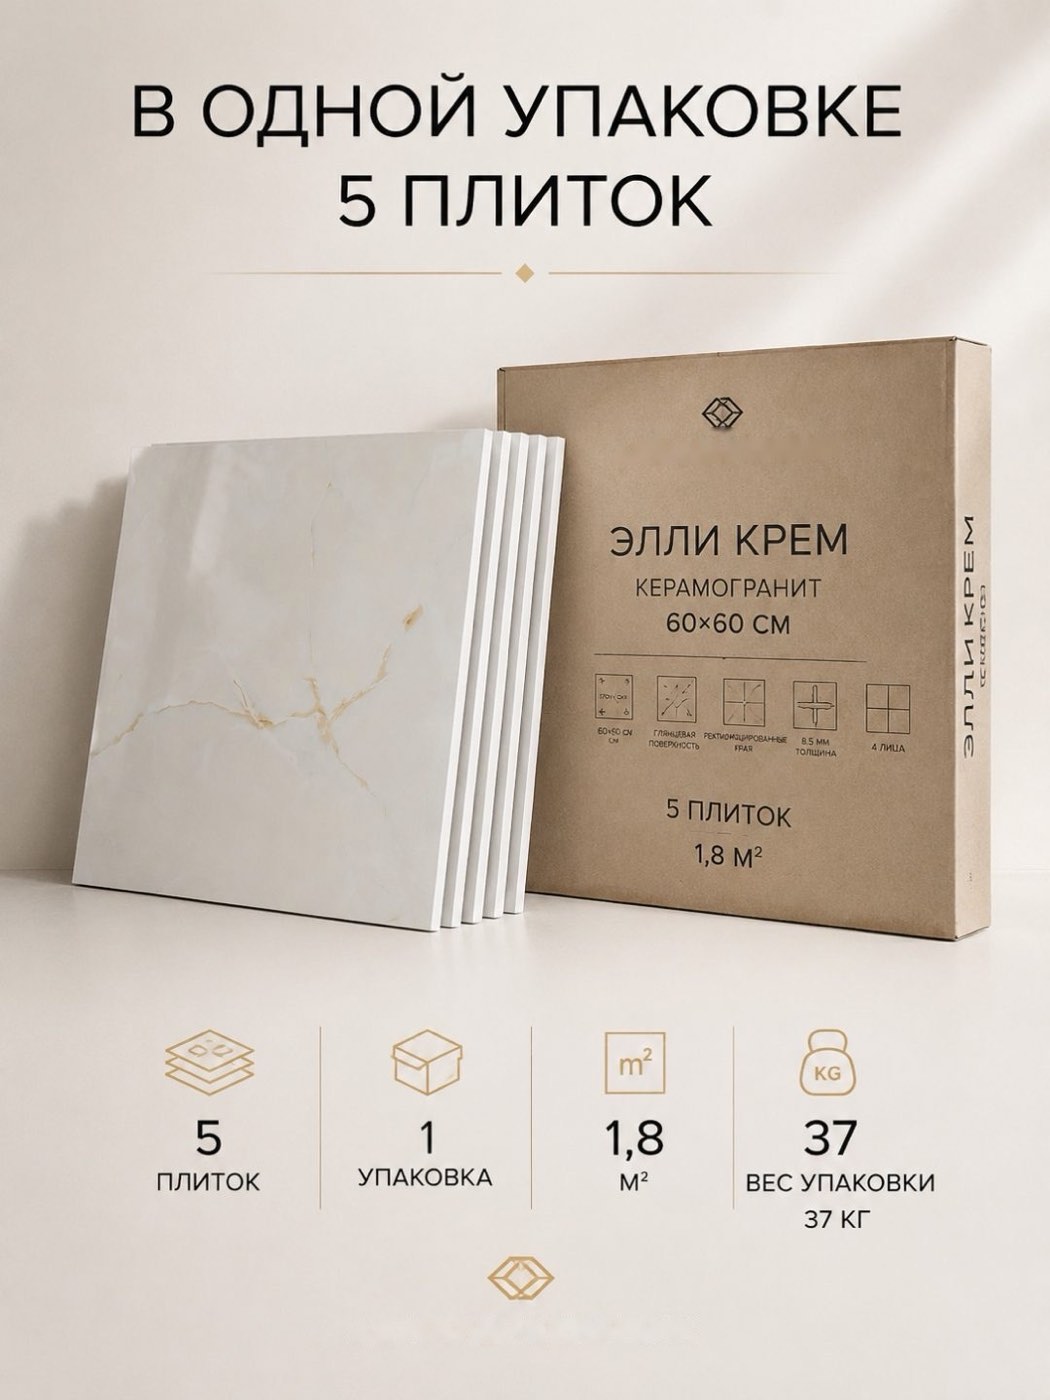 В ОДНОЙ УПАКОВКЕ
5 ПЛИТОК
ЭЛЛИ КРЕМ
КЕРАМОГРАНИТ
60×60 СМ
60×60 СМ
СМ
ГЛЯНЦЕВАЯ
ПОВЕРХНОСТЬ
РЕКТИФИЦИРОВАННЫЕ
КРАЯ
8.5 ММ
ТОЛЩИНА
4 ЛИЦА
5 ПЛИТОК
1,8 М²
ЭЛЛИ КРЕМ
m²
KG
5
ПЛИТОК
1
УПАКОВКА
1,8
М²
37
ВЕС УПАКОВКИ
37 КГ